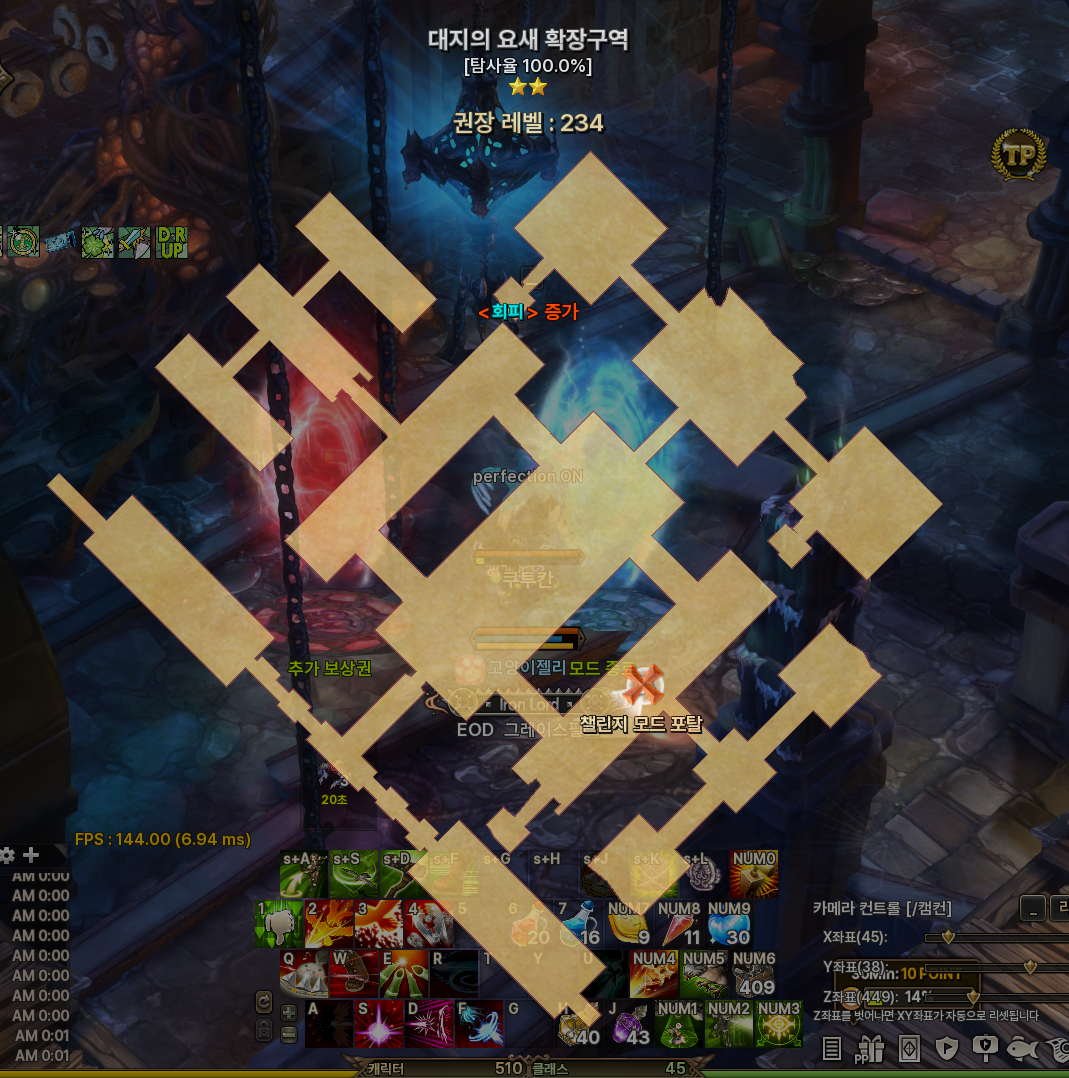 대지의 요새 확장구역
[탐사율 100.0%]
권장 레벨 : 234
TP
D R
UP
<회피> 증가
perfection ON
쿠투칸
추가 보상권
고양이젤리 모드 종료
Iron Lord
EOD 그레이스
챌린지 모드 포탈
20초
FPS : 144.00 (6.94 ms)
AM 0:00
AM 0:00
AM 0:00
AM 0:00
AM 0:00
AM 0:00
AM 0:00
AM 0:00
AM 0:01
AM 0:01
s+A s+S s+D s+F s+G s+H s+J s+K s+L NUM0
1 2 3 4 5 6 7 NUM7 NUM8 NUM9
20 16 9 11 30
Q W E R T Y U NUM4 NUM5 NUM6
409
A S D F G H J NUM1 NUM2 NUM3
40 43
카메라 컨트롤 [/캠컨]
X좌표(45):
Y좌표(38):
30Min: 10 POINT
Z좌표(449):
Z좌표를 벗어나면 XY좌표가 자동으로 리셋됩니다
PP
캐릭터 510 클래스 45